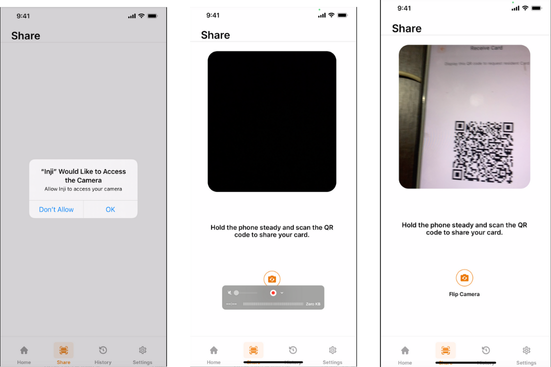 9:41
Share
"Inji" Would Like to Access
the Camera
Allow Inji to access your camera
Don't Allow
OK
Home
Share
History
Settings
9:41
Share
Hold the phone steady and scan the QR
code to share your card.
Home
Share
Settings
9:41
Share
Receive Card
Hold the phone steady and scan the QR
code to share your card.
Flip Camera
Home
Share
Settings